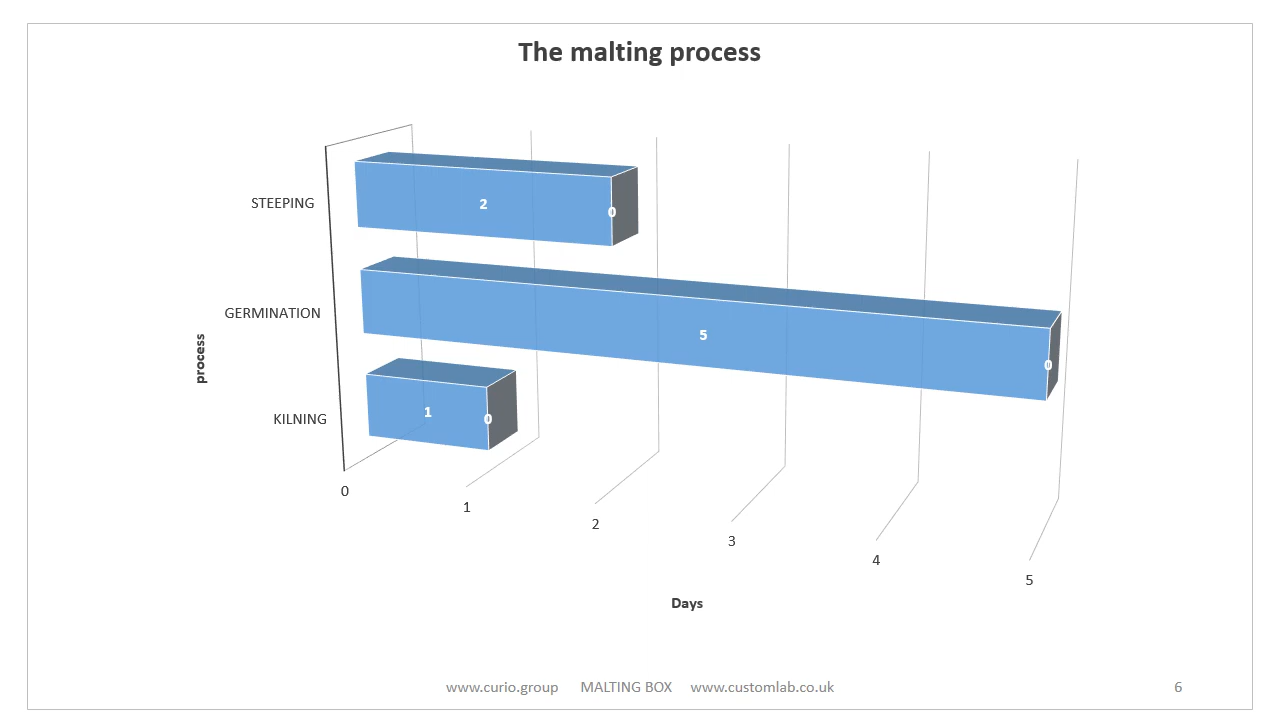 The malting process
STEEPING
2
0
GERMINATION
5
0
process
KILNING
1
0
0
1
2
3
4
5
Days
www.curio.group MALTING BOX www.customlab.co.uk
6